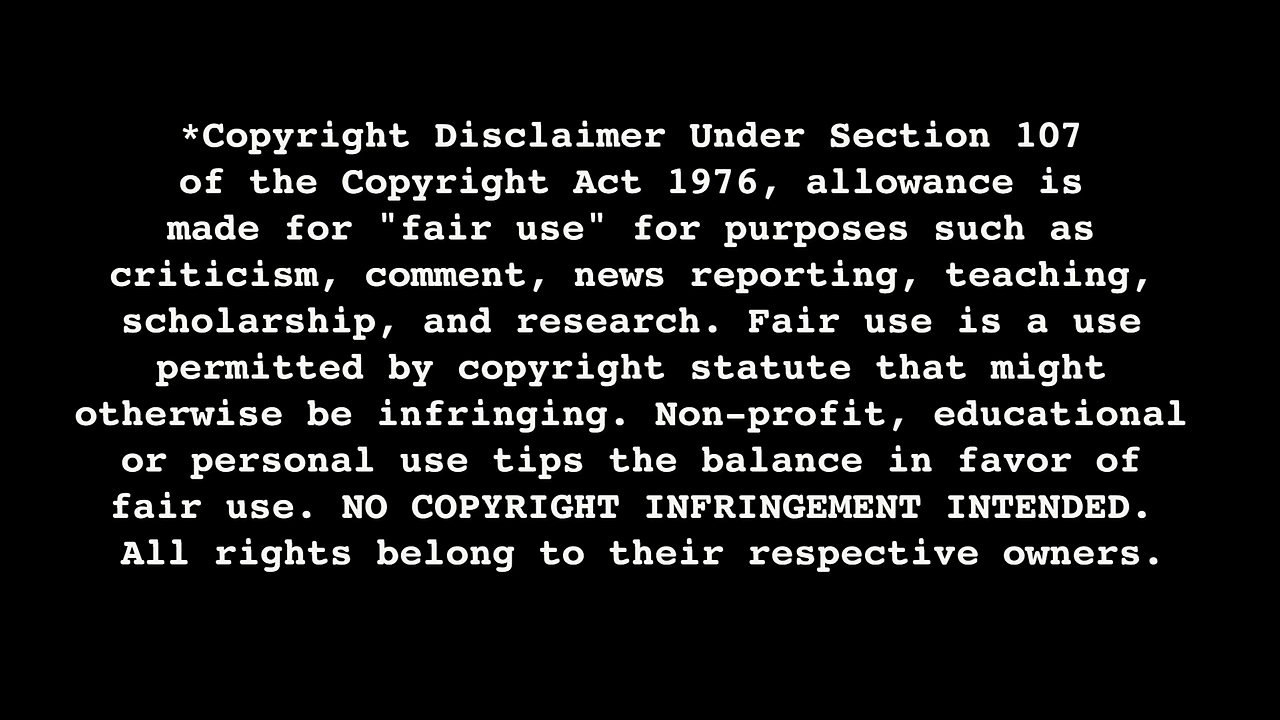 *Copyright Disclaimer Under Section 107
of the Copyright Act 1976, allowance is
made for "fair use" for purposes such as
criticism, comment, news reporting, teaching,
scholarship, and research. Fair use is a use
permitted by copyright statute that might
otherwise be infringing. Non-profit, educational
or personal use tips the balance in favor of
fair use. NO COPYRIGHT INFRINGEMENT INTENDED.
All rights belong to their respective owners.